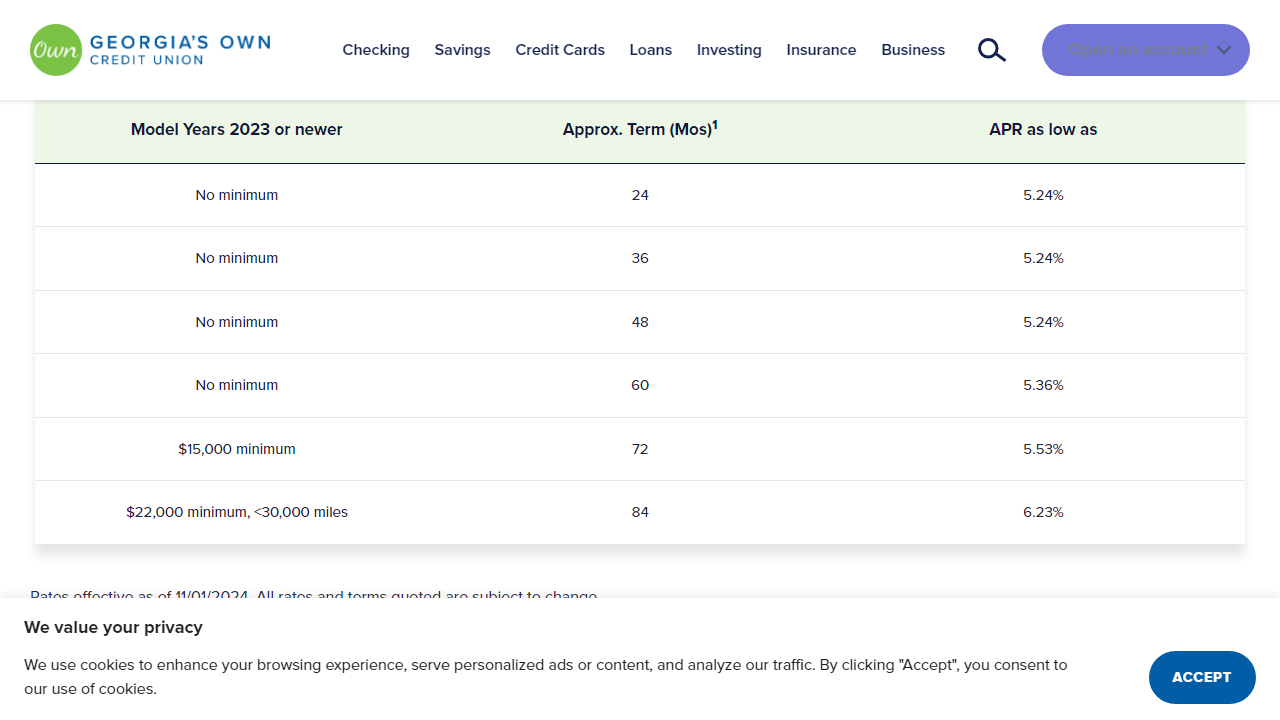 Own GEORGIA'S OWN
CREDIT UNION
Checking Savings Credit Cards Loans Investing Insurance Business Open an account
Model Years 2023 or newer Approx. Term (Mos)1 APR as low as
No minimum 24 5.24%
No minimum 36 5.24%
No minimum 48 5.24%
No minimum 60 5.36%
$15,000 minimum 72 5.53%
$22,000 minimum, <30,000 miles 84 6.23%
Rates effective as of 11/01/2024. All rates and terms quoted are subject to change.
We value your privacy
We use cookies to enhance your browsing experience, serve personalized ads or content, and analyze our traffic. By clicking "Accept", you consent to
our use of cookies.
ACCEPT